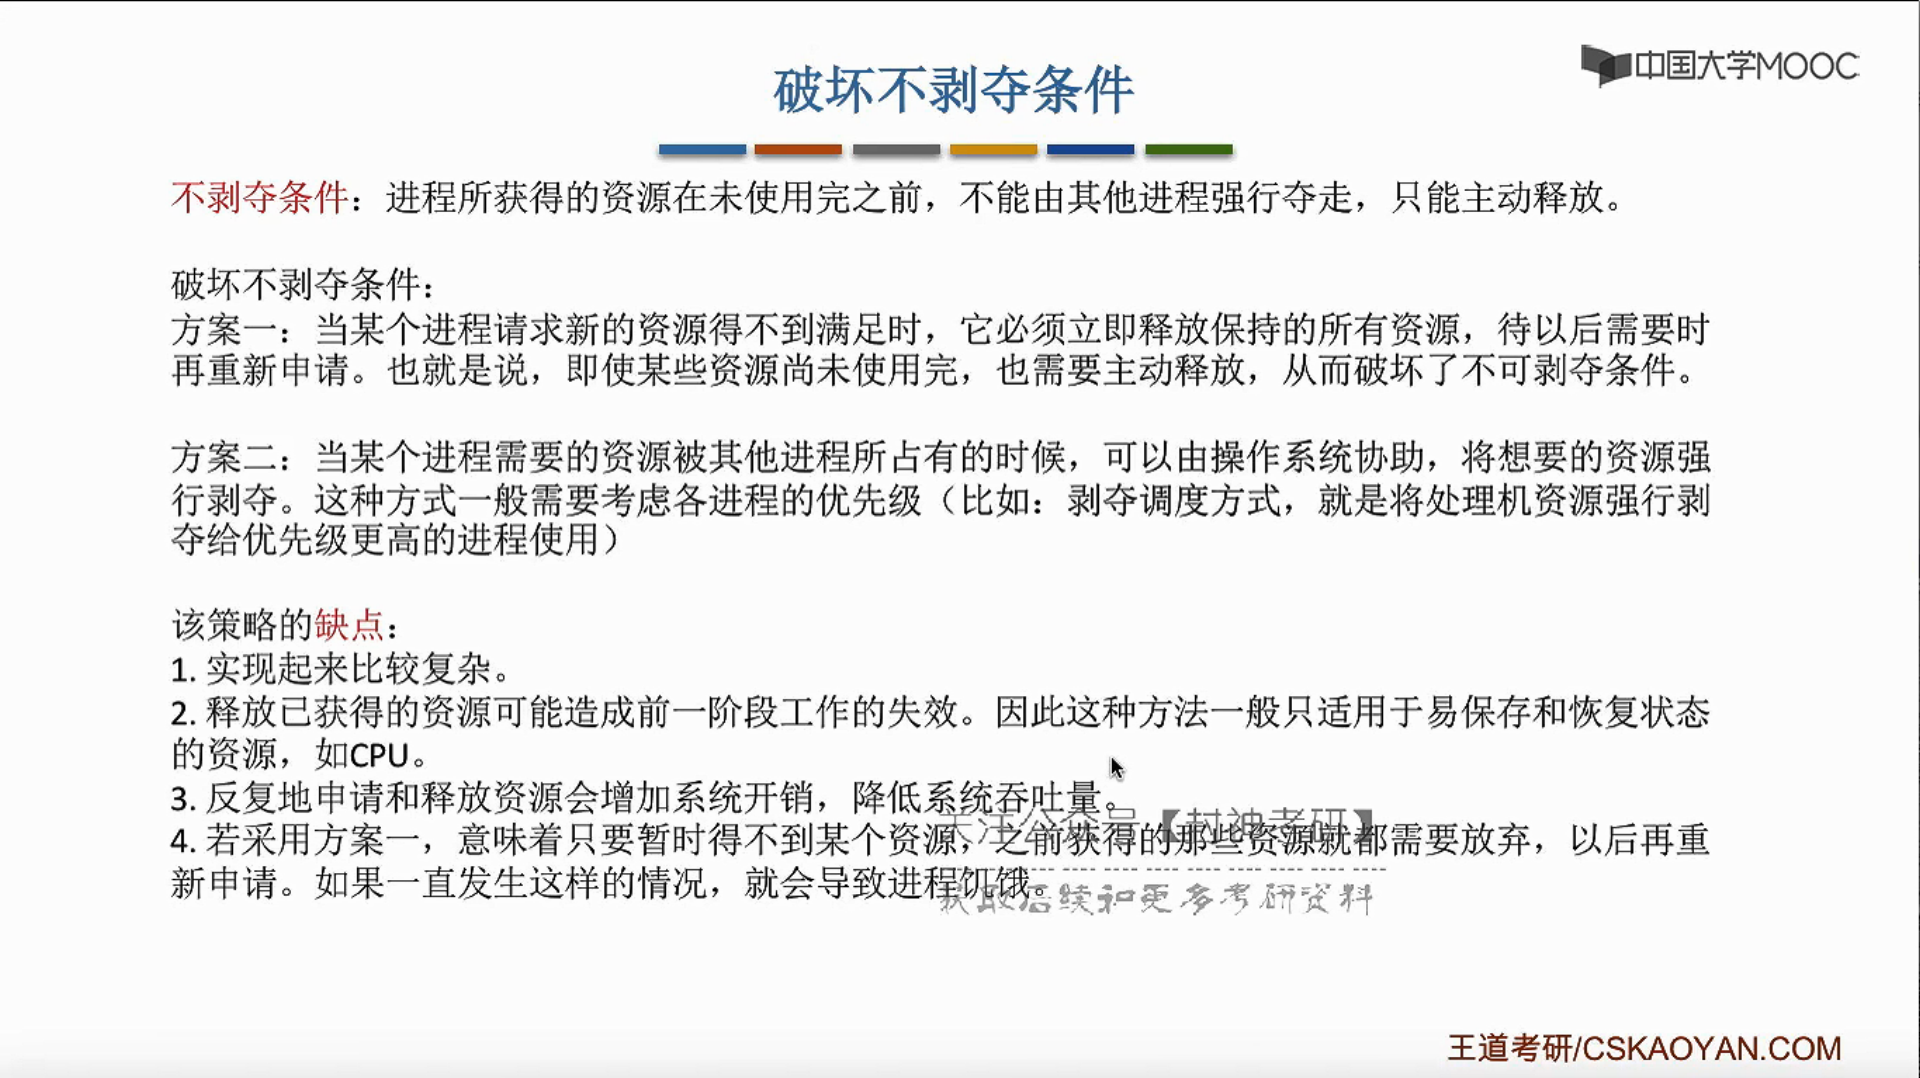 中国大学MOOC
破坏不剥夺条件
不剥夺条件：进程所获得的资源在未使用完之前，不能由其他进程强行夺走，只能主动释放。
破坏不剥夺条件：
方案一：当某个进程请求新的资源得不到满足时，它必须立即释放保持的所有资源，待以后需要时
再重新申请。也就是说，即使某些资源尚未使用完，也需要主动释放，从而破坏了不可剥夺条件。
方案二：当某个进程需要的资源被其他进程所占有的时候，可以由操作系统协助，将想要的资源强
行剥夺。这种方式一般需要考虑各进程的优先级（比如：剥夺调度方式，就是将处理机资源强行剥
夺给优先级更高的进程使用）
该策略的缺点：
1. 实现起来比较复杂。
2. 释放已获得的资源可能造成前一阶段工作的失效。因此这种方法一般只适用于易保存和恢复状态
的资源，如CPU。
3. 反复地申请和释放资源会增加系统开销，降低系统吞吐量。
关注公众号【封神考研】
4. 若采用方案一，意味着只要暂时得不到某个资源，之前获得的那些资源就都需要放弃，以后再重
新申请。如果一直发生这样的情况，就会导致进程饥饿。
获取后续和更多考研资料
王道考研/CSKAOYAN.COM